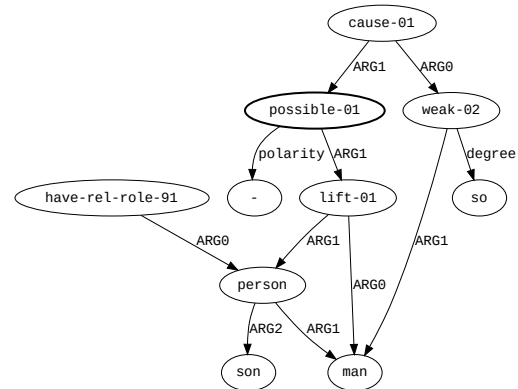 cause-01
ARG1 ARG0
possible-01 weak-02
polarity ARG1 degree
have-rel-role-91 - lift-01 so
ARG0 ARG1 ARG0 ARG1
person
ARG2 ARG1
son man